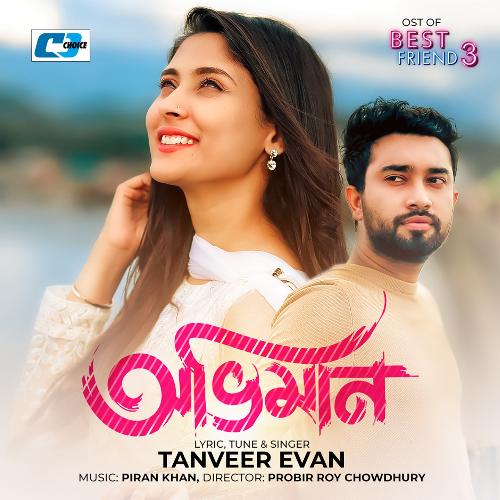 CD CHOICE
OST OF
BEST
FRIEND 3
অভিমান
LYRIC, TUNE & SINGER
TANVEER EVAN
MUSIC: PIRAN KHAN, DIRECTOR: PROBIR ROY CHOWDHURY